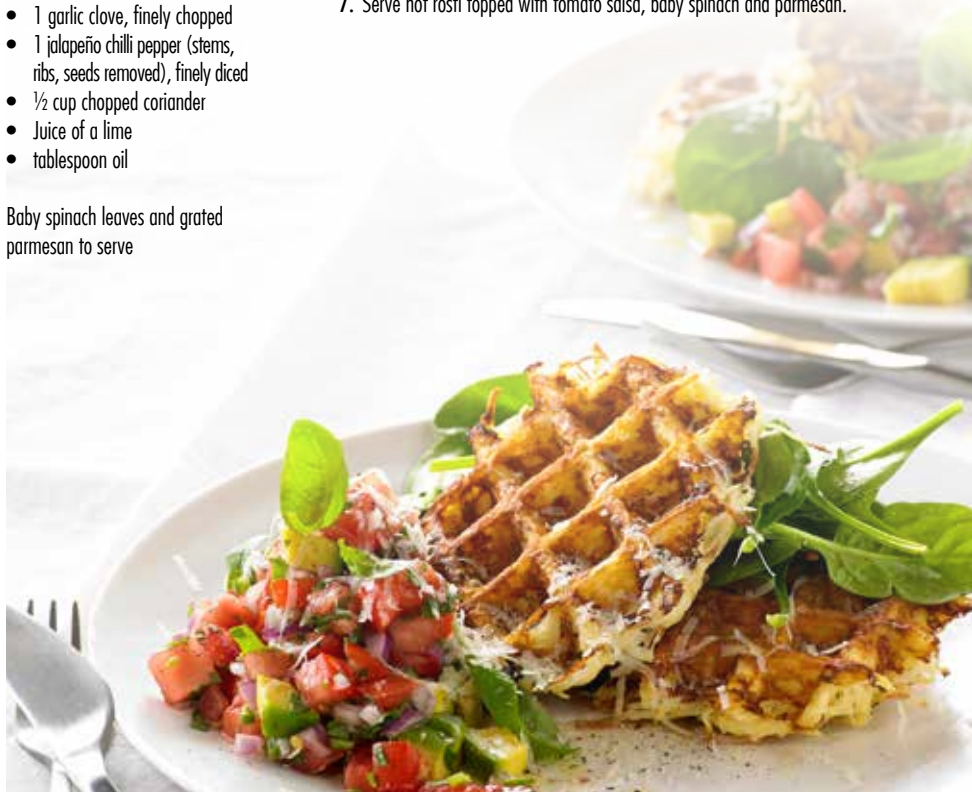 • 1 garlic clove, finely chopped
• 1 jalapeño chilli pepper (stems,
ribs, seeds removed), finely diced
• ½ cup chopped coriander
• Juice of a lime
• tablespoon oil
Baby spinach leaves and grated
parmesan to serve
7. Serve hot rosti topped with tomato salsa, baby spinach and parmesan.